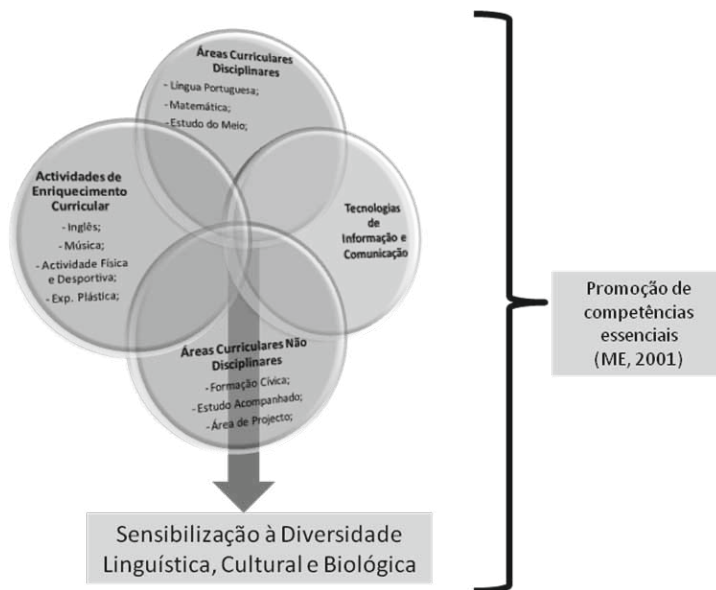 Áreas Curriculares
Disciplinares
- Língua Portuguesa;
- Matemática;
- Estudo do Meio;
Actividades de
Enriquecimento
Curricular
- Inglês;
- Música;
- Actividade Física
e Desportiva;
- Exp. Plástica;
Tecnologias
de
Informação e
Comunicação
Áreas Curriculares Não
Disciplinares
- Formação Cívica;
- Estudo Acompanhado;
- Área de Projecto;
Sensibilização à Diversidade
Linguística, Cultural e Biológica
Promoção de
competências
essenciais
(ME, 2001)